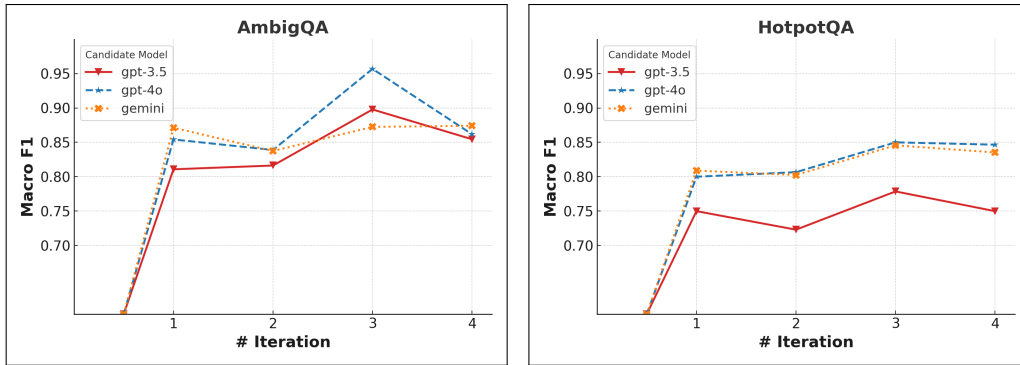 AmbigQA
Candidate Model
gpt-3.5
gpt-4o
gemini
0.95
0.90
0.85
0.80
0.75
0.70
Macro F1
1 2 3 4
# Iteration
HotpotQA
Candidate Model
gpt-3.5
gpt-4o
gemini
0.95
0.90
0.85
0.80
0.75
0.70
Macro F1
1 2 3 4
# Iteration